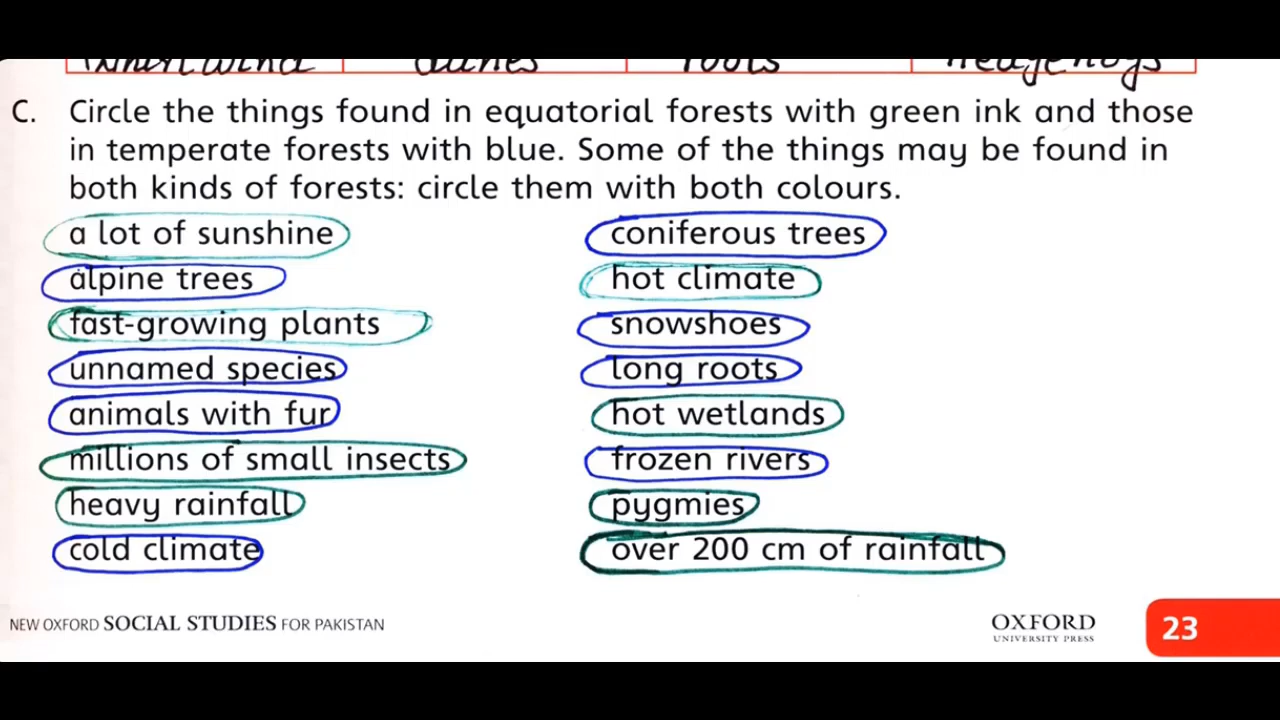 C. Circle the things found in equatorial forests with green ink and those
in temperate forests with blue. Some of the things may be found in
both kinds of forests: circle them with both colours.
a lot of sunshine
alpine trees
fast-growing plants
unnamed species
animals with fur
millions of small insects
heavy rainfall
cold climate
coniferous trees
hot climate
snowshoes
long roots
hot wetlands
frozen rivers
pygmies
over 200 cm of rainfall
NEW OXFORD SOCIAL STUDIES FOR PAKISTAN
OXFORD
UNIVERSITY PRESS
23